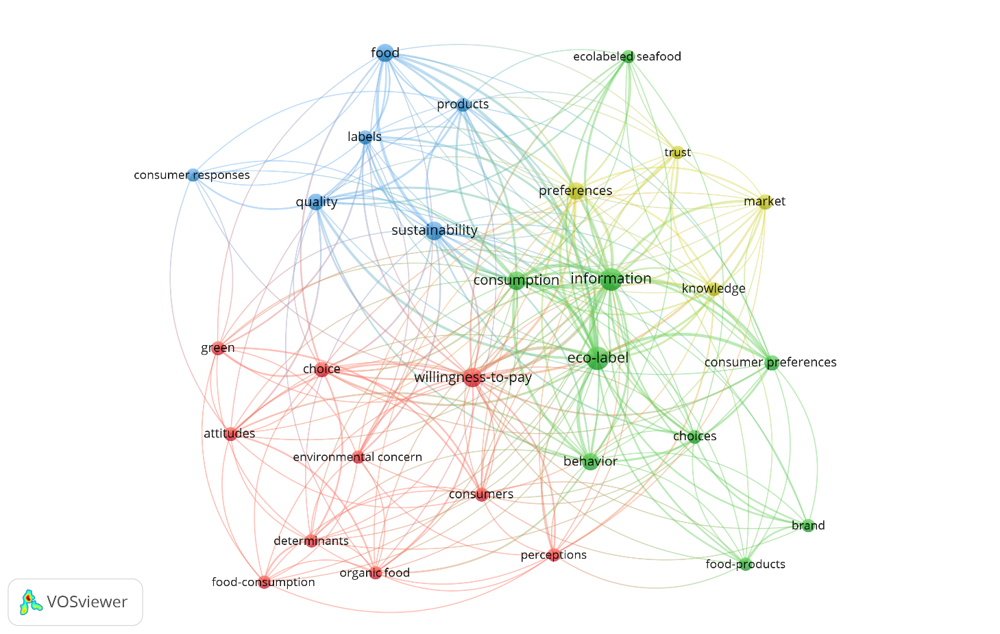 food
ecolabeled seafood
products
labels
trust
consumer responses
preferences
quality
market
sustainability
consumption
information
knowledge
green
eco-label
consumer preferences
choice
willingness-to-pay
attitudes
choices
environmental concern
behavior
consumers
brand
determinants
perceptions
food-products
organic food
food-consumption
VOSviewer